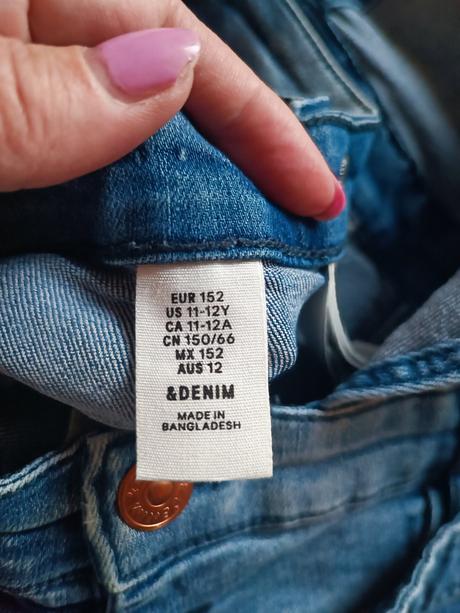 EUR 152
US 11-12Y
CA 11-12A
CN 150/66
MX 152
AUS 12
&DENIM
MADE IN
BANGLADESH